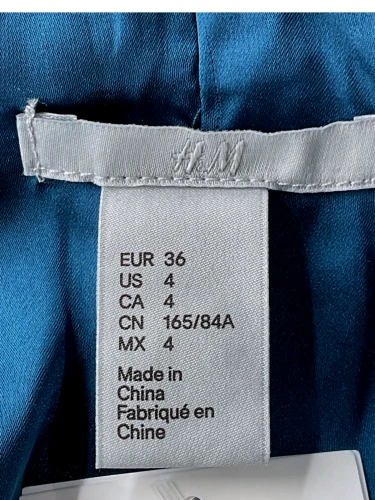 H&M
EUR 36
US 4
CA 4
CN 165/84A
MX 4
Made in
China
Fabriqué en
Chine